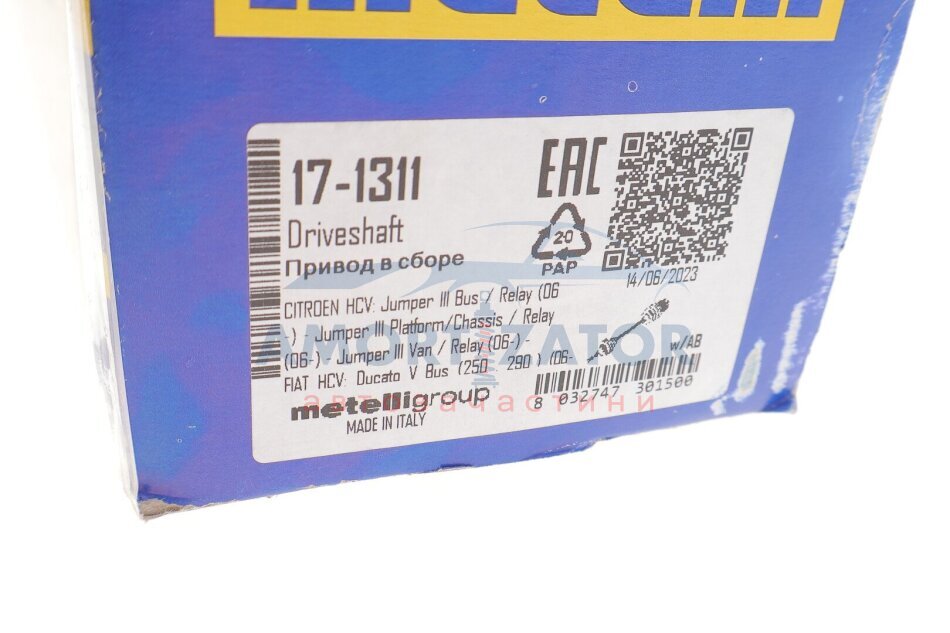 metelli
17-1311
EAC
Driveshaft
Привод в сборе
20
PAP
14/06/2023
CITROEN HCV: Jumper III Bus / Relay (06
-) - Jumper III Platform/Chassis / Relay
(06-) - Jumper III Van / Relay (06-) -
FIAT HCV: Ducato V Bus (250_ 290_) (06-
w/AB
8 032747 301500
metelligroup
MADE IN ITALY
AMORTIZATOR
автозапчастини